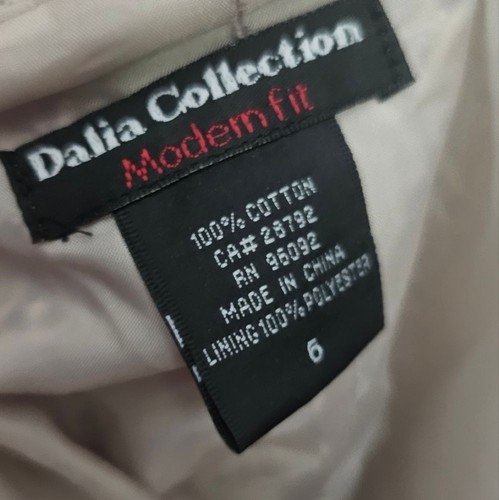 Dalia Collection
Modern fit
100% COTTON
CA# 28792
RN 95092
MADE IN CHINA
LINING 100% POLYESTER
6